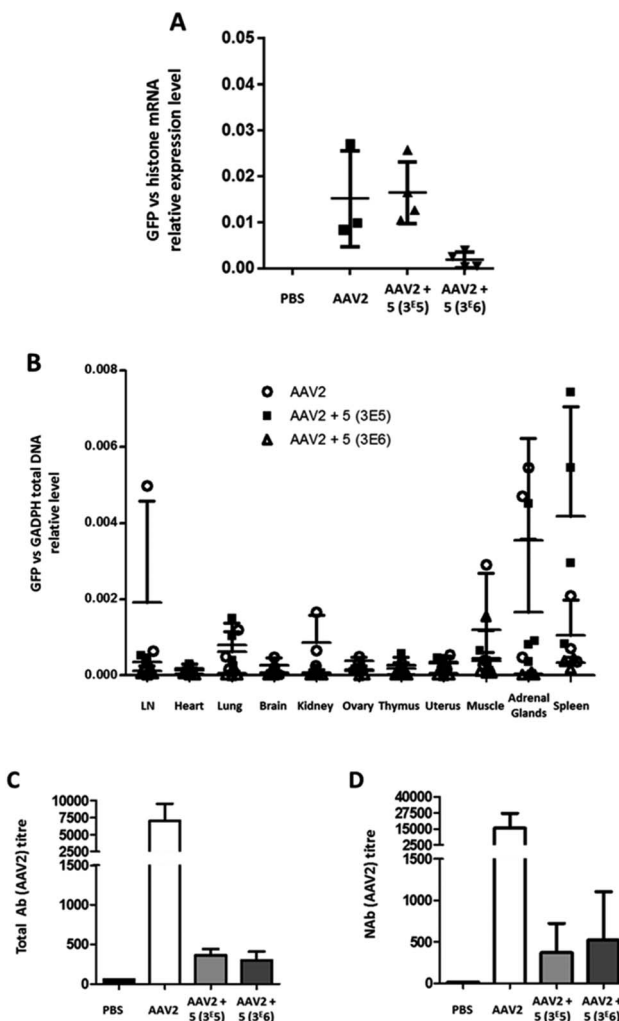 A
GFP vs histone mRNA
relative expression level
0.05
0.04
0.03
0.02
0.01
0.00
PBS
AAV2
AAV2 +
5 (3ᴱ5)
AAV2 +
5 (3ᴱ6)
B
GFP vs GADPH total DNA
relative level
0.008
0.006
0.004
0.002
0.000
AAV2
AAV2 + 5 (3E5)
AAV2 + 5 (3E6)
LN
Heart
Lung
Brain
Kidney
Ovary
Thymus
Uterus
Muscle
Adrenal
Glands
Spleen
C
Total Ab (AAV2) titre
10000
7500
5000
2500
1500
1000
500
0
PBS
AAV2
AAV2 +
5 (3ᴱ5)
AAV2 +
5 (3ᴱ6)
D
NAb (AAV2) titre
37500
25000
15000
2500
1500
1000
500
0
PBS
AAV2
AAV2 +
5 (3ᴱ5)
AAV2 +
5 (3ᴱ6)